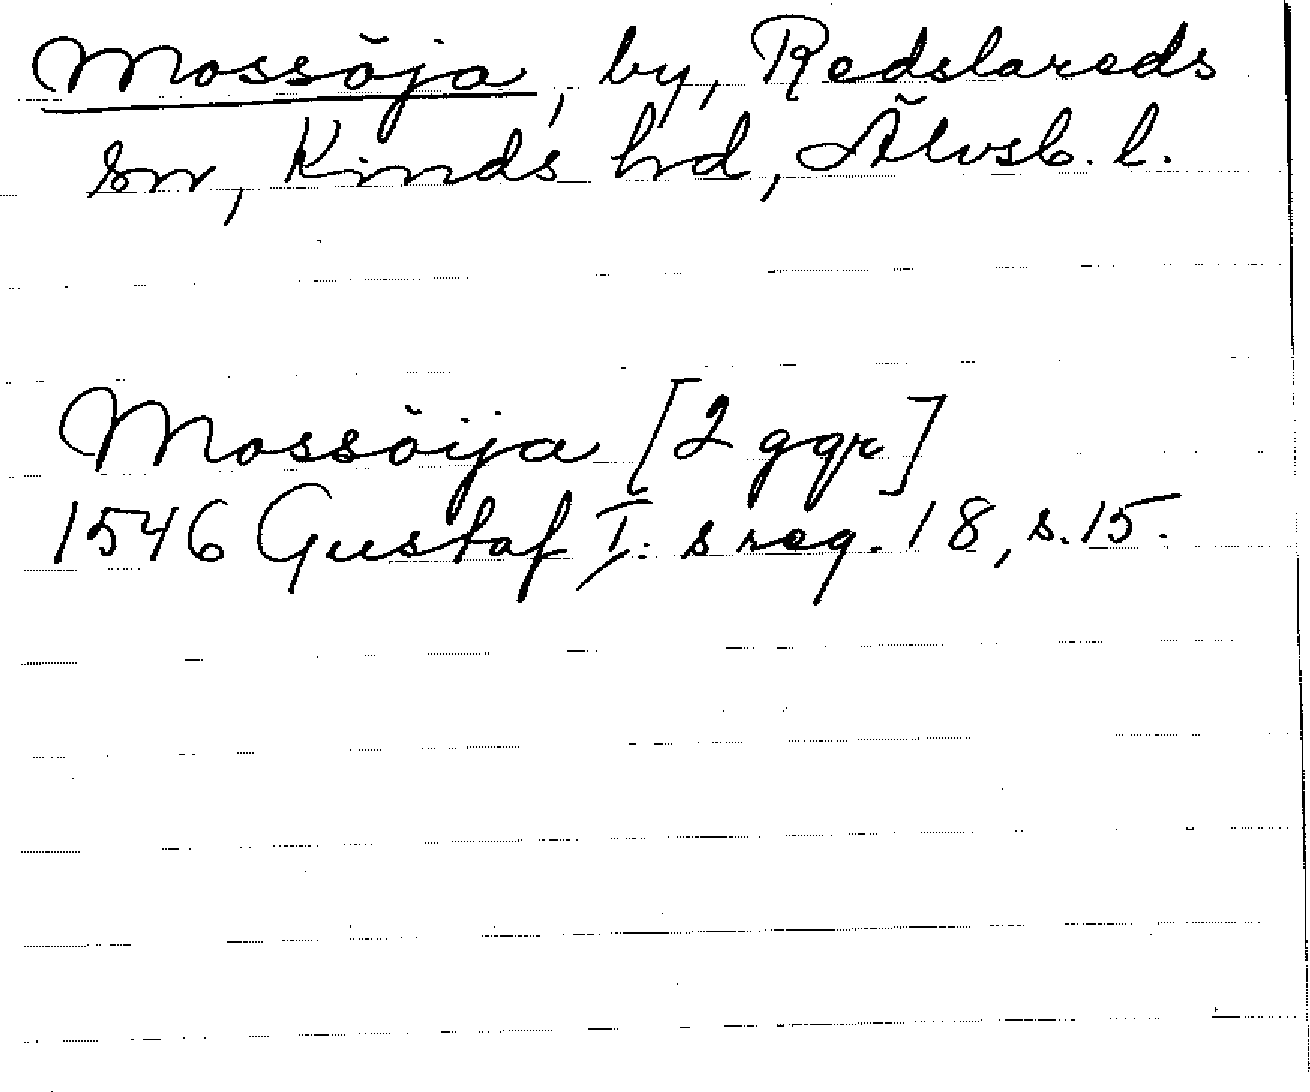 Mossöja, by, Redslareds
sn, Kinds hd, Älvsb. l.
Mossöija [2 ggr]
1546 Gustaf I:s reg. 18, s. 15.